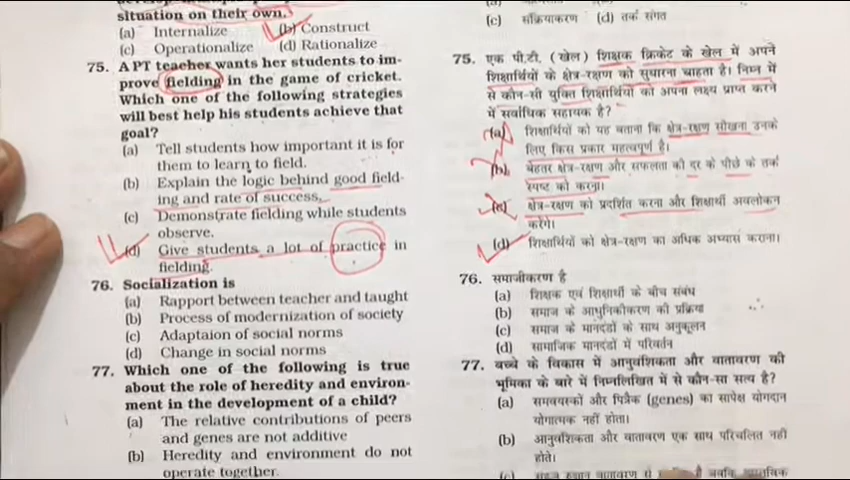 situation on their own.
(a) Internalize (b) Construct
(c) Operationalize (d) Rationalize
75. A PT teacher wants her students to im-
prove fielding in the game of cricket.
Which one of the following strategies
will best help his students achieve that
goal?
(a) Tell students how important it is for
them to learn to field.
(b) Explain the logic behind good field-
ing and rate of success.
(c) Demonstrate fielding while students
observe.
(d) Give students a lot of practice in
fielding.
76. Socialization is
(a) Rapport between teacher and taught
(b) Process of modernization of society
(c) Adaptaion of social norms
(d) Change in social norms
77. Which one of the following is true
about the role of heredity and environ-
ment in the development of a child?
(a) The relative contributions of peers
and genes are not additive
(b) Heredity and environment do not
operate together.
(c) सक्रियाकरण (d) तर्क संगत
75. एक पी.टी. (खेल) शिक्षक क्रिकेट के खेल में अपने
शिक्षार्थियों के क्षेत्र-रक्षण को सुधारना चाहता है। निम्न में
से कौन-सी युक्ति शिक्षार्थियों को अपना लक्ष्य प्राप्त करने
में सर्वाधिक सहायक है?
(a) शिक्षार्थियों को यह बताना कि क्षेत्र-रक्षण सीखना उनके
लिए किस प्रकार महत्वपूर्ण है।
(b) बेहतर क्षेत्र-रक्षण और सफलता की दर के पीछे के तर्क
स्पष्ट को करना।
(c) क्षेत्र-रक्षण को प्रदर्शित करना और शिक्षार्थी अवलोकन
करेंगे।
(d) शिक्षार्थियों को क्षेत्र-रक्षण का अधिक अभ्यास कराना।
76. समाजीकरण है
(a) शिक्षक एवं शिक्षार्थी के बीच संबंध
(b) समाज के आधुनिकीकरण की प्रक्रिया
(c) समाज के मानदंडों के साथ अनुकूलन
(d) सामाजिक मानदंडों में परिवर्तन
77. बच्चे के विकास में आनुवंशिकता और वातावरण की
भूमिका के बारे में निम्नलिखित में से कौन-सा सत्य है?
(a) समवयस्कों और पित्रैक (genes) का सापेक्ष योगदान
योगात्मक नहीं होता।
(b) आनुवंशिकता और वातावरण एक साथ परिचलित नहीं
होते।